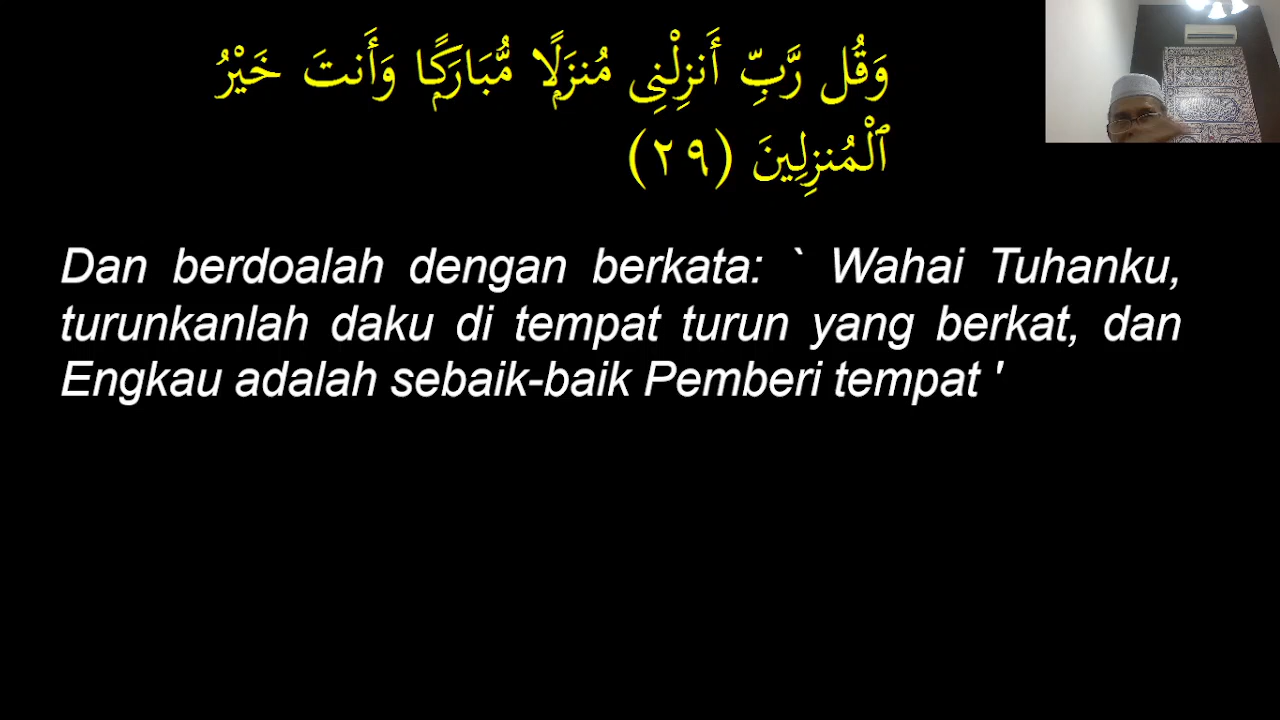 وَقُل رَّبِّ أَنزِلْنِى مُنزَلًۭا مُّبَارَكًۭا وَأَنتَ خَيْرُ
ٱلْمُنزِلِينَ (٢٩)
Dan berdoalah dengan berkata: ` Wahai Tuhanku,
turunkanlah daku di tempat turun yang berkat, dan
Engkau adalah sebaik-baik Pemberi tempat '